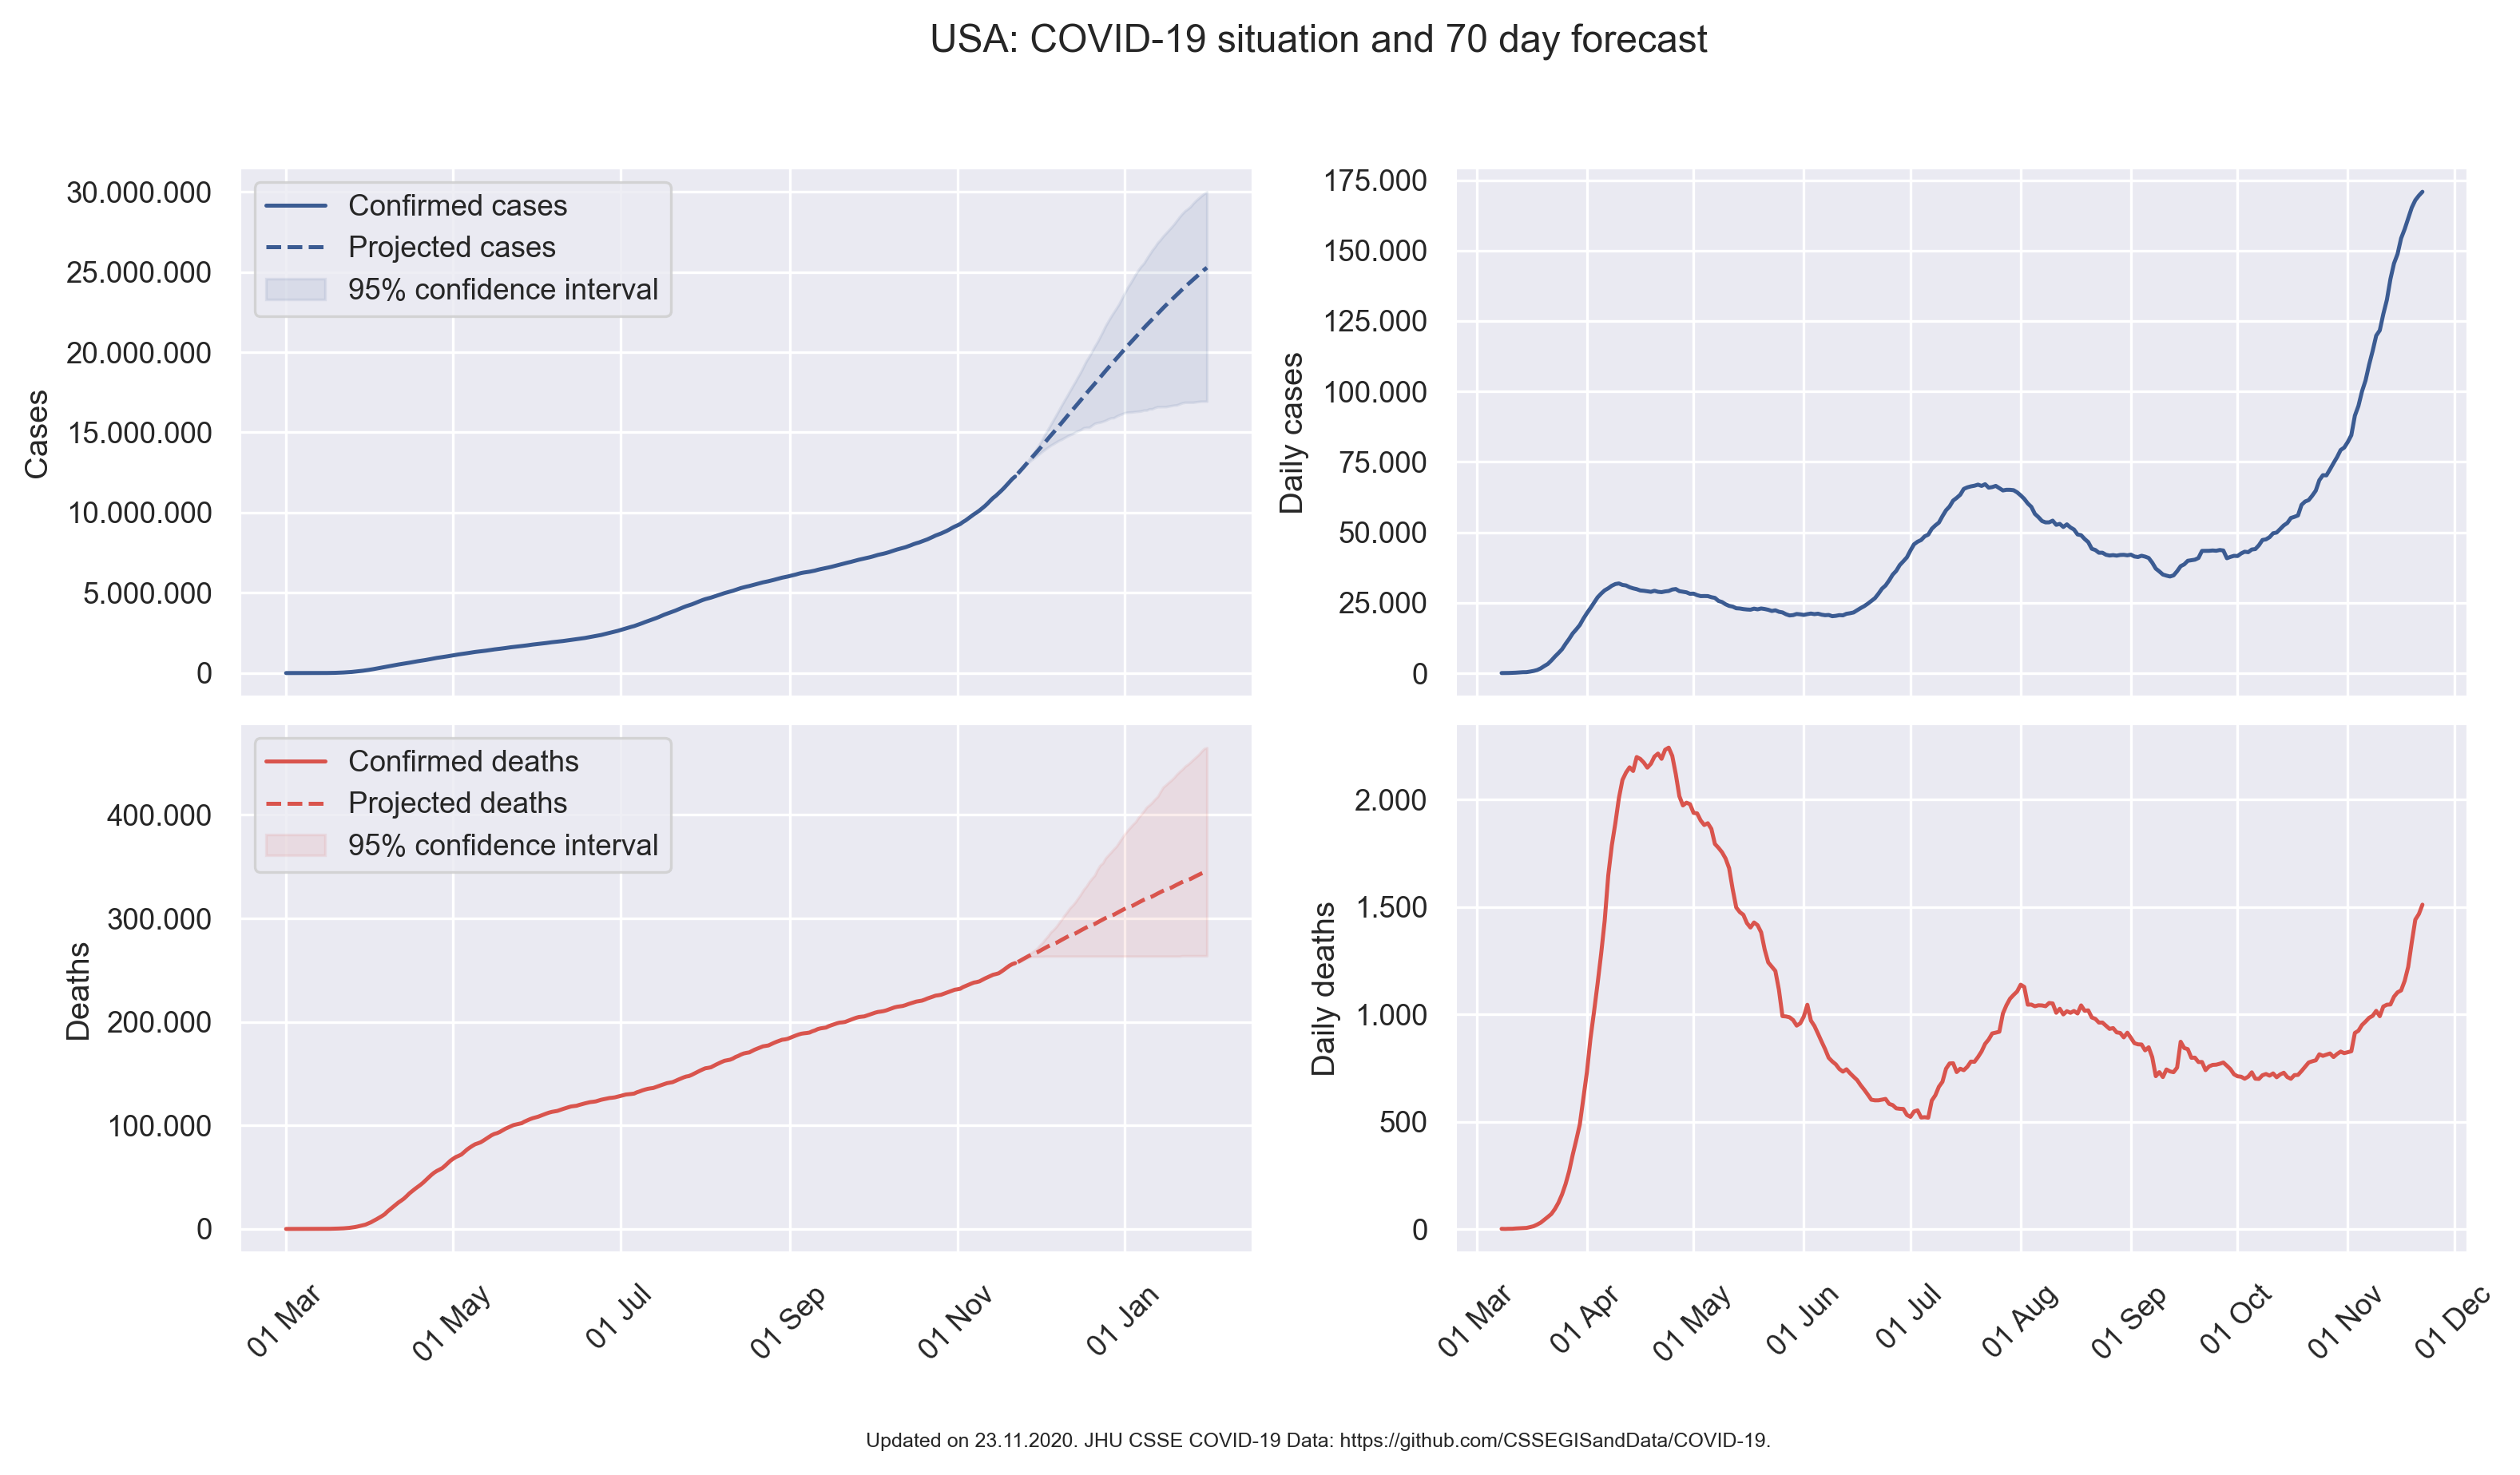 USA: COVID-19 situation and 70 day forecast
30.000.000
25.000.000
20.000.000
15.000.000
10.000.000
5.000.000
0
Cases
Confirmed cases
Projected cases
95% confidence interval
175.000
150.000
125.000
100.000
75.000
50.000
25.000
0
Daily cases
400.000
300.000
200.000
100.000
0
Deaths
Confirmed deaths
Projected deaths
95% confidence interval
01 Mar
01 May
01 Jul
01 Sep
01 Nov
01 Jan
2.000
1.500
1.000
500
0
Daily deaths
01 Mar
01 Apr
01 May
01 Jun
01 Jul
01 Aug
01 Sep
01 Oct
01 Nov
01 Dec
Updated on 23.11.2020. JHU CSSE COVID-19 Data: https://github.com/CSSEGISandData/COVID-19.